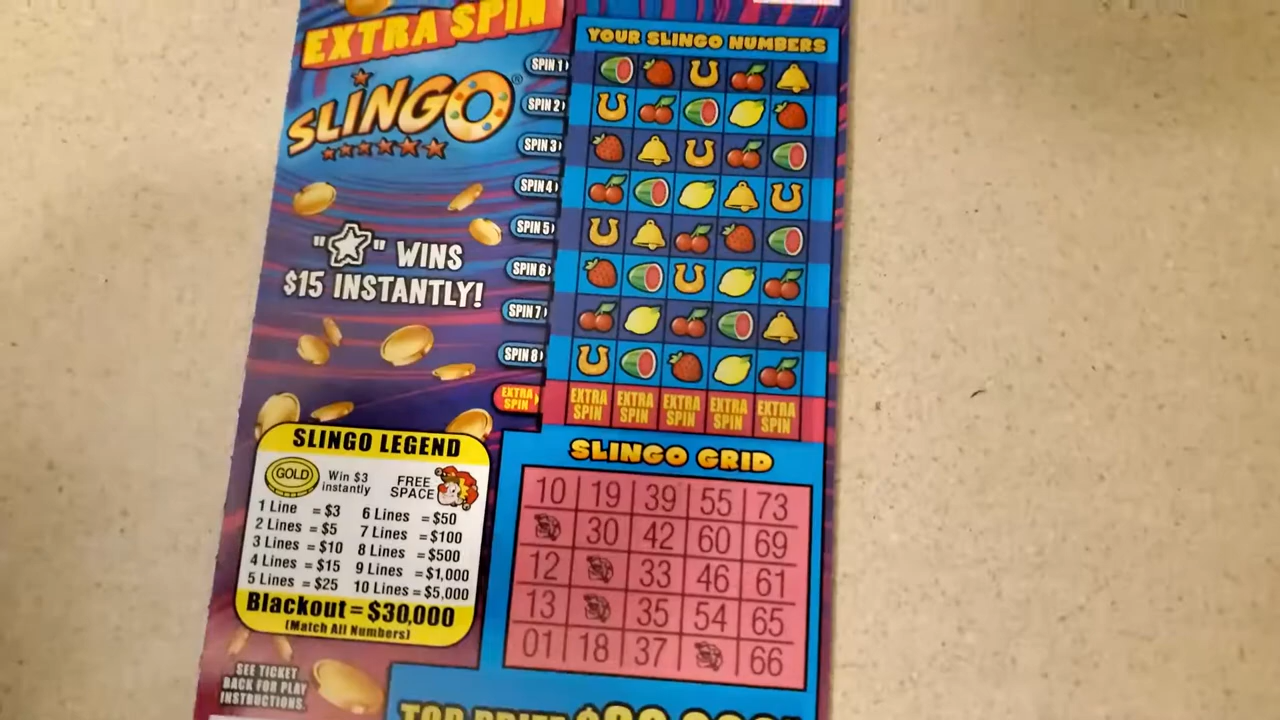 EXTRA SPIN
SLINGO®
"☆" WINS
$15 INSTANTLY!
YOUR SLINGO NUMBERS
SPIN 1
SPIN 2
SPIN 3
SPIN 4
SPIN 5
SPIN 6
SPIN 7
SPIN 8
EXTRA SPIN
EXTRA SPIN EXTRA SPIN EXTRA SPIN EXTRA SPIN EXTRA SPIN
SLINGO LEGEND
GOLD Win $3 instantly FREE SPACE
1 Line = $3 6 Lines = $50
2 Lines = $5 7 Lines = $100
3 Lines = $10 8 Lines = $500
4 Lines = $15 9 Lines = $1,000
5 Lines = $25 10 Lines = $5,000
Blackout = $30,000
(Match All Numbers)
SEE TICKET
BACK FOR PLAY
INSTRUCTIONS.
SLINGO GRID
10 19 39 55 73
30 42 60 69
12 33 46 61
13 35 54 65
01 18 37 66
TOP PRIZE